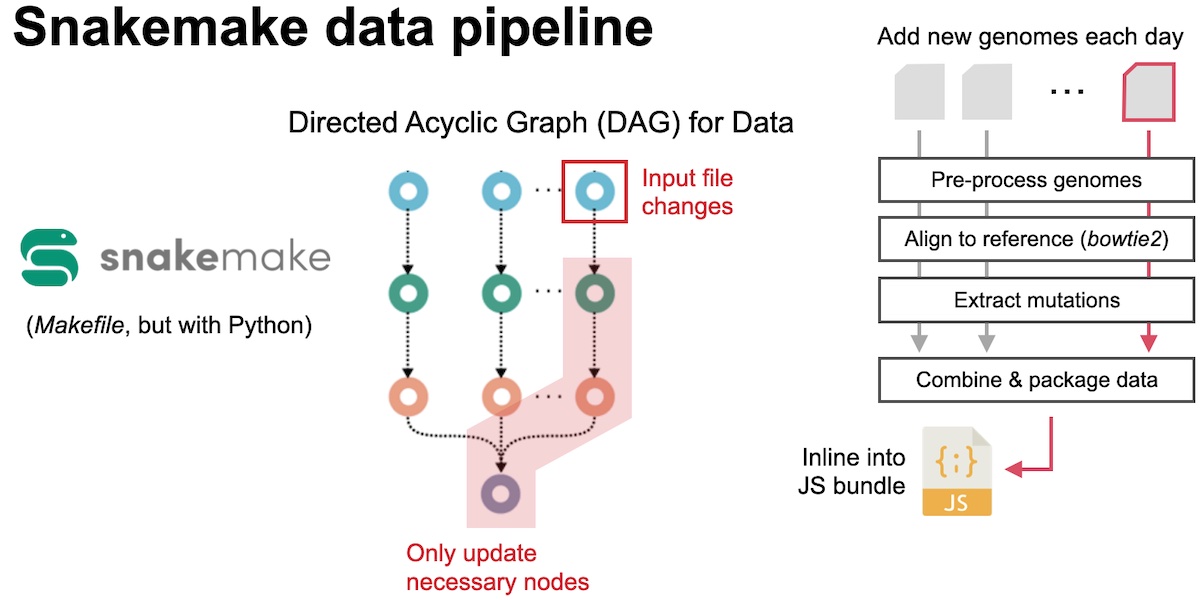 Snakemake data pipeline
Add new genomes each day
...
Directed Acyclic Graph (DAG) for Data
Input file
changes
...
Pre-process genomes
Align to reference (bowtie2)
snakemake
...
Extract mutations
(Makefile, but with Python)
Combine & package data
...
Inline into
JS bundle
{;}
JS
Only update
necessary nodes